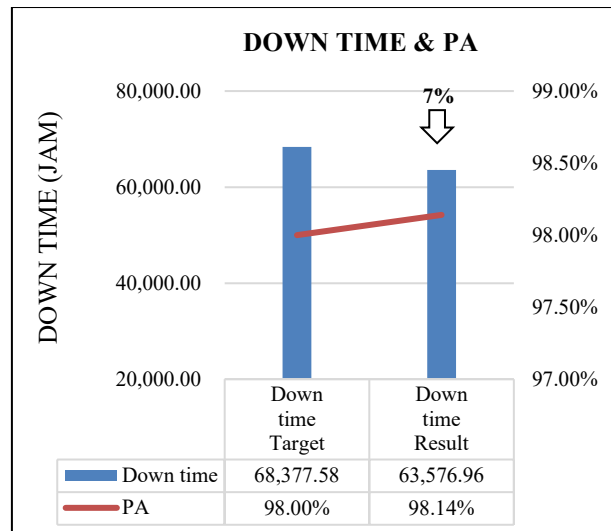 DOWN TIME & PA
DOWN TIME (JAM)
80,000.00
60,000.00
40,000.00
20,000.00
7%
99.00%
98.50%
98.00%
97.50%
97.00%
Down time Target
Down time Result
Down time 68,377.58 63,576.96
PA 98.00% 98.14%